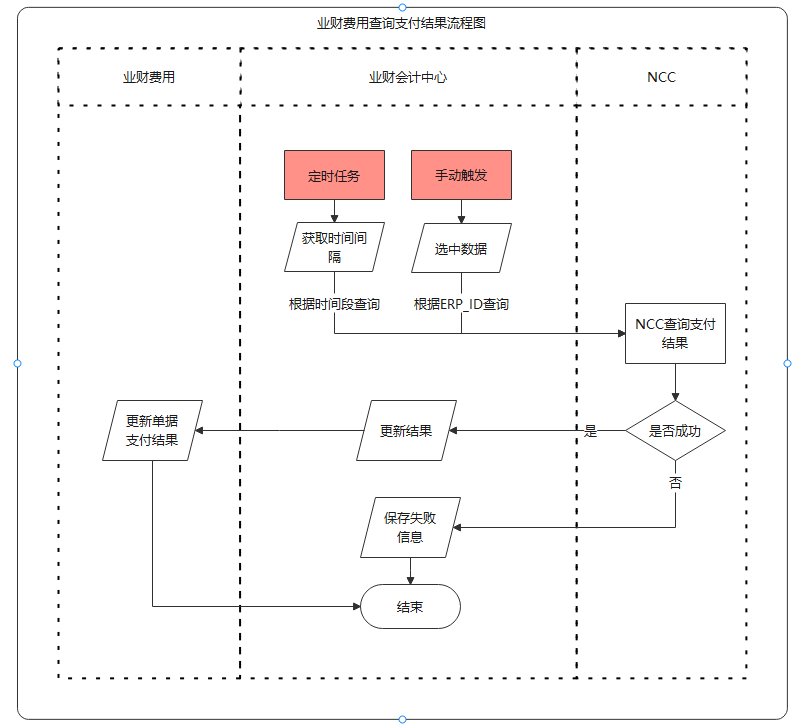 业财费用查询支付结果流程图
业财费用
业财会计中心
NCC
定时任务
手动触发
获取时间间
隔
选中数据
根据时间段查询
根据ERP_ID查询
NCC查询支付
结果
更新单据
支付结果
更新结果
是
是否成功
否
保存失败
信息
结束